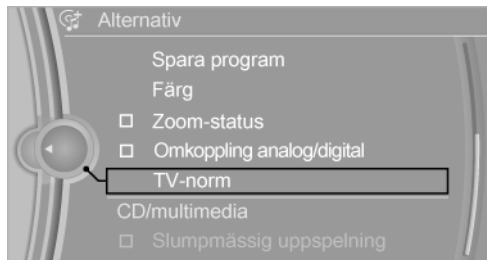 Alternativ
Spara program
Färg
Zoom-status
Omkoppling analog/digital
TV-norm
CD/multimedia
Slumpmässig uppspelning